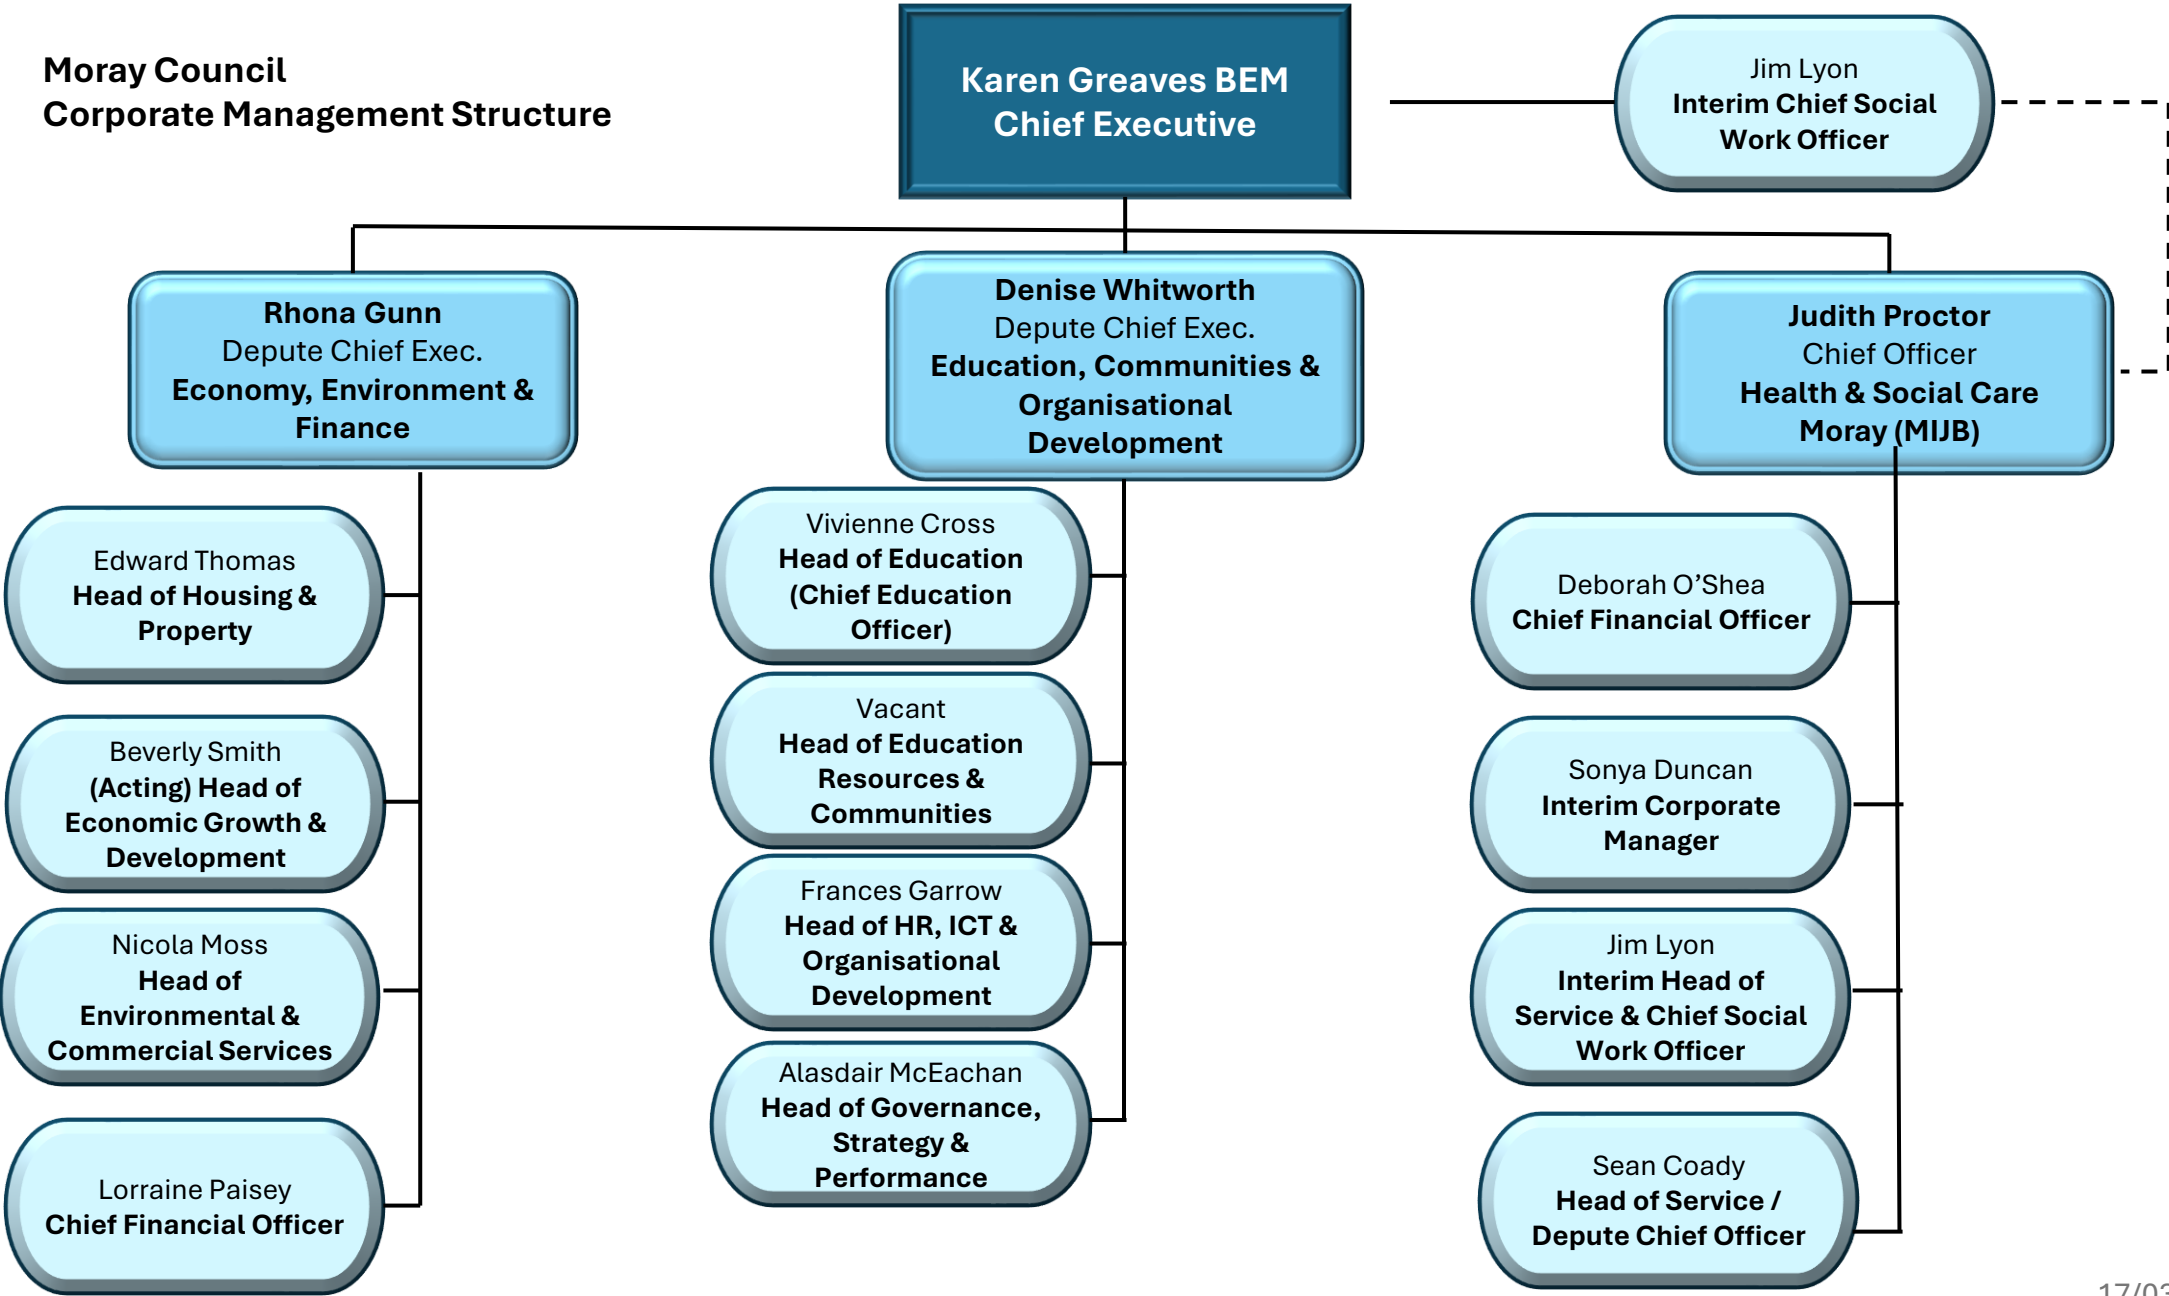 Moray Council
Corporate Management Structure
Karen Greaves BEM
Chief Executive
Jim Lyon
Interim Chief Social
Work Officer
Rhona Gunn
Depute Chief Exec.
Economy, Environment &
Finance
Denise Whitworth
Depute Chief Exec.
Education, Communities &
Organisational
Development
Judith Proctor
Chief Officer
Health & Social Care
Moray (MIJB)
Edward Thomas
Head of Housing &
Property
Beverly Smith
(Acting) Head of
Economic Growth &
Development
Nicola Moss
Head of
Environmental &
Commercial Services
Lorraine Paisey
Chief Financial Officer
Vivienne Cross
Head of Education
(Chief Education
Officer)
Vacant
Head of Education
Resources &
Communities
Frances Garrow
Head of HR, ICT &
Organisational
Development
Alasdair McEachan
Head of Governance,
Strategy &
Performance
Deborah O’Shea
Chief Financial Officer
Sonya Duncan
Interim Corporate
Manager
Jim Lyon
Interim Head of
Service & Chief Social
Work Officer
Sean Coady
Head of Service /
Depute Chief Officer